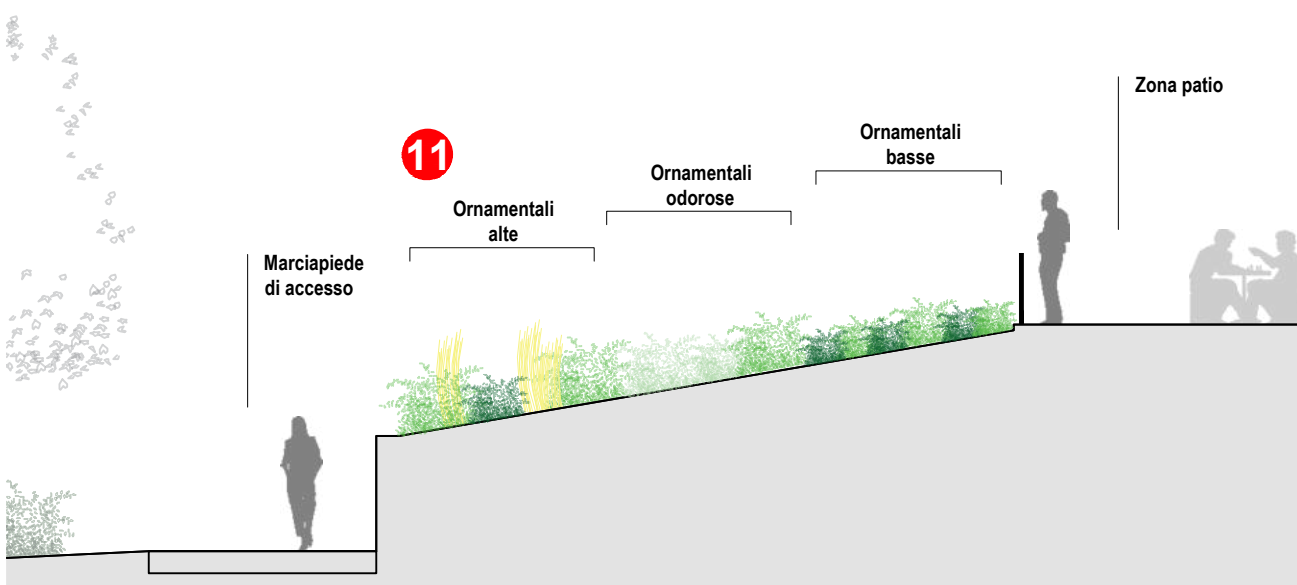 Zona patio
11
Ornamentali
basse
Ornamentali
odorose
Ornamentali
alte
Marciapiede
di accesso